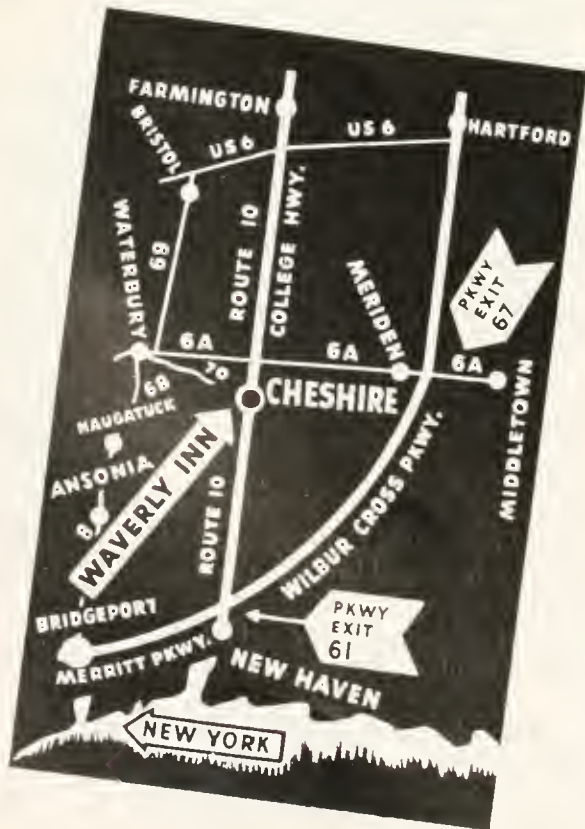 FARMINGTON
HARTFORD
US 6
US 6
BRISTOL
WATERBURY
69
ROUTE 10
COLLEGE HWY.
MERIDEN
PKWY
EXIT
67
6A
6A
6A
70
68
CHESHIRE
NAUGATUCK
MIDDLETOWN
ANSONIA
WAVERLY INN
8
ROUTE 10
WILBUR CROSS PKWY.
BRIDGEPORT
MERRITT PKWY.
PKWY
EXIT
61
NEW HAVEN
NEW YORK